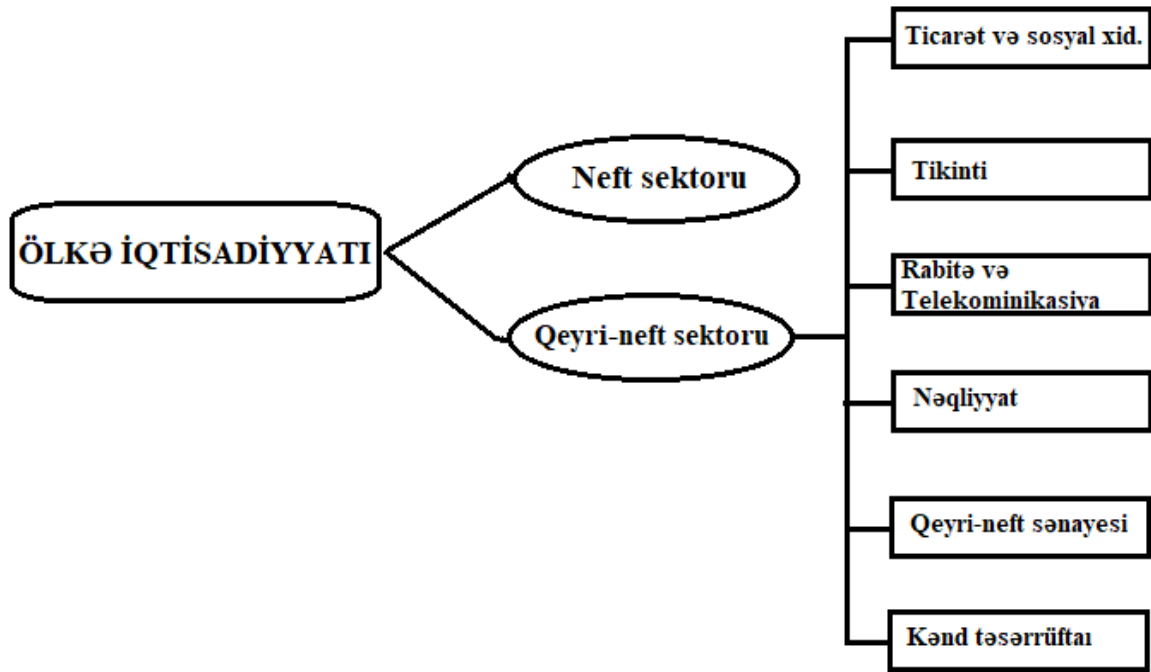 ÖLKƏ İQTİSADİYYATI
Neft sektoru
Qeyri-neft sektoru
Ticarət və sosyal xid.
Tikinti
Rabitə və
Telekominikasiya
Nəqliyyat
Qeyri-neft sənayesi
Kənd təsərrüftaı